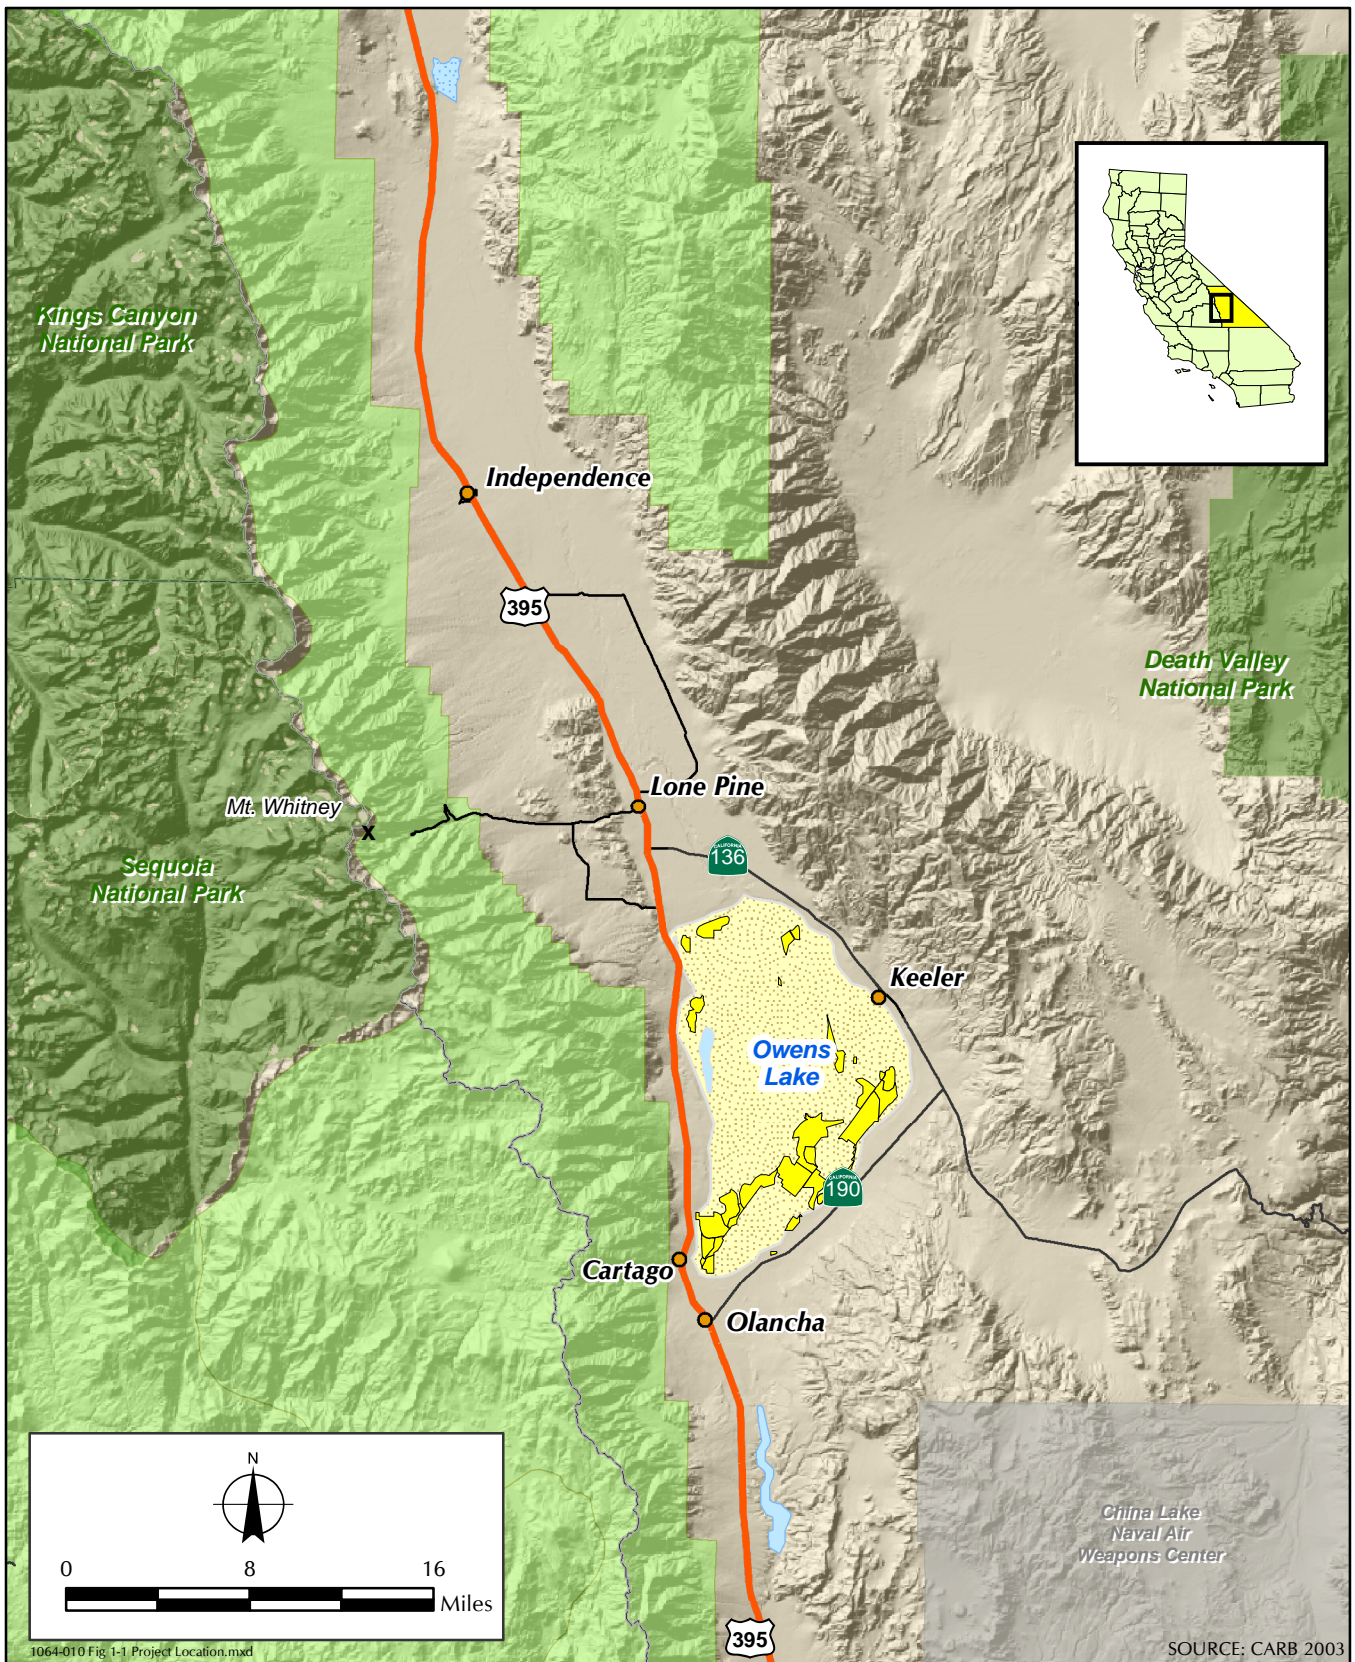 Kings Canyon
National Park
Independence
395
Death Valley
National Park
Lone Pine
Mt. Whitney
x
CALIFORNIA
136
Sequoia
National Park
Keeler
Owens
Lake
CALIFORNIA
190
Cartago
Olancha
China Lake
Naval Air
Weapons Center
N
0 8 16
Miles
395
1064-010 Fig 1-1 Project Location.mxd
SOURCE: CARB 2003